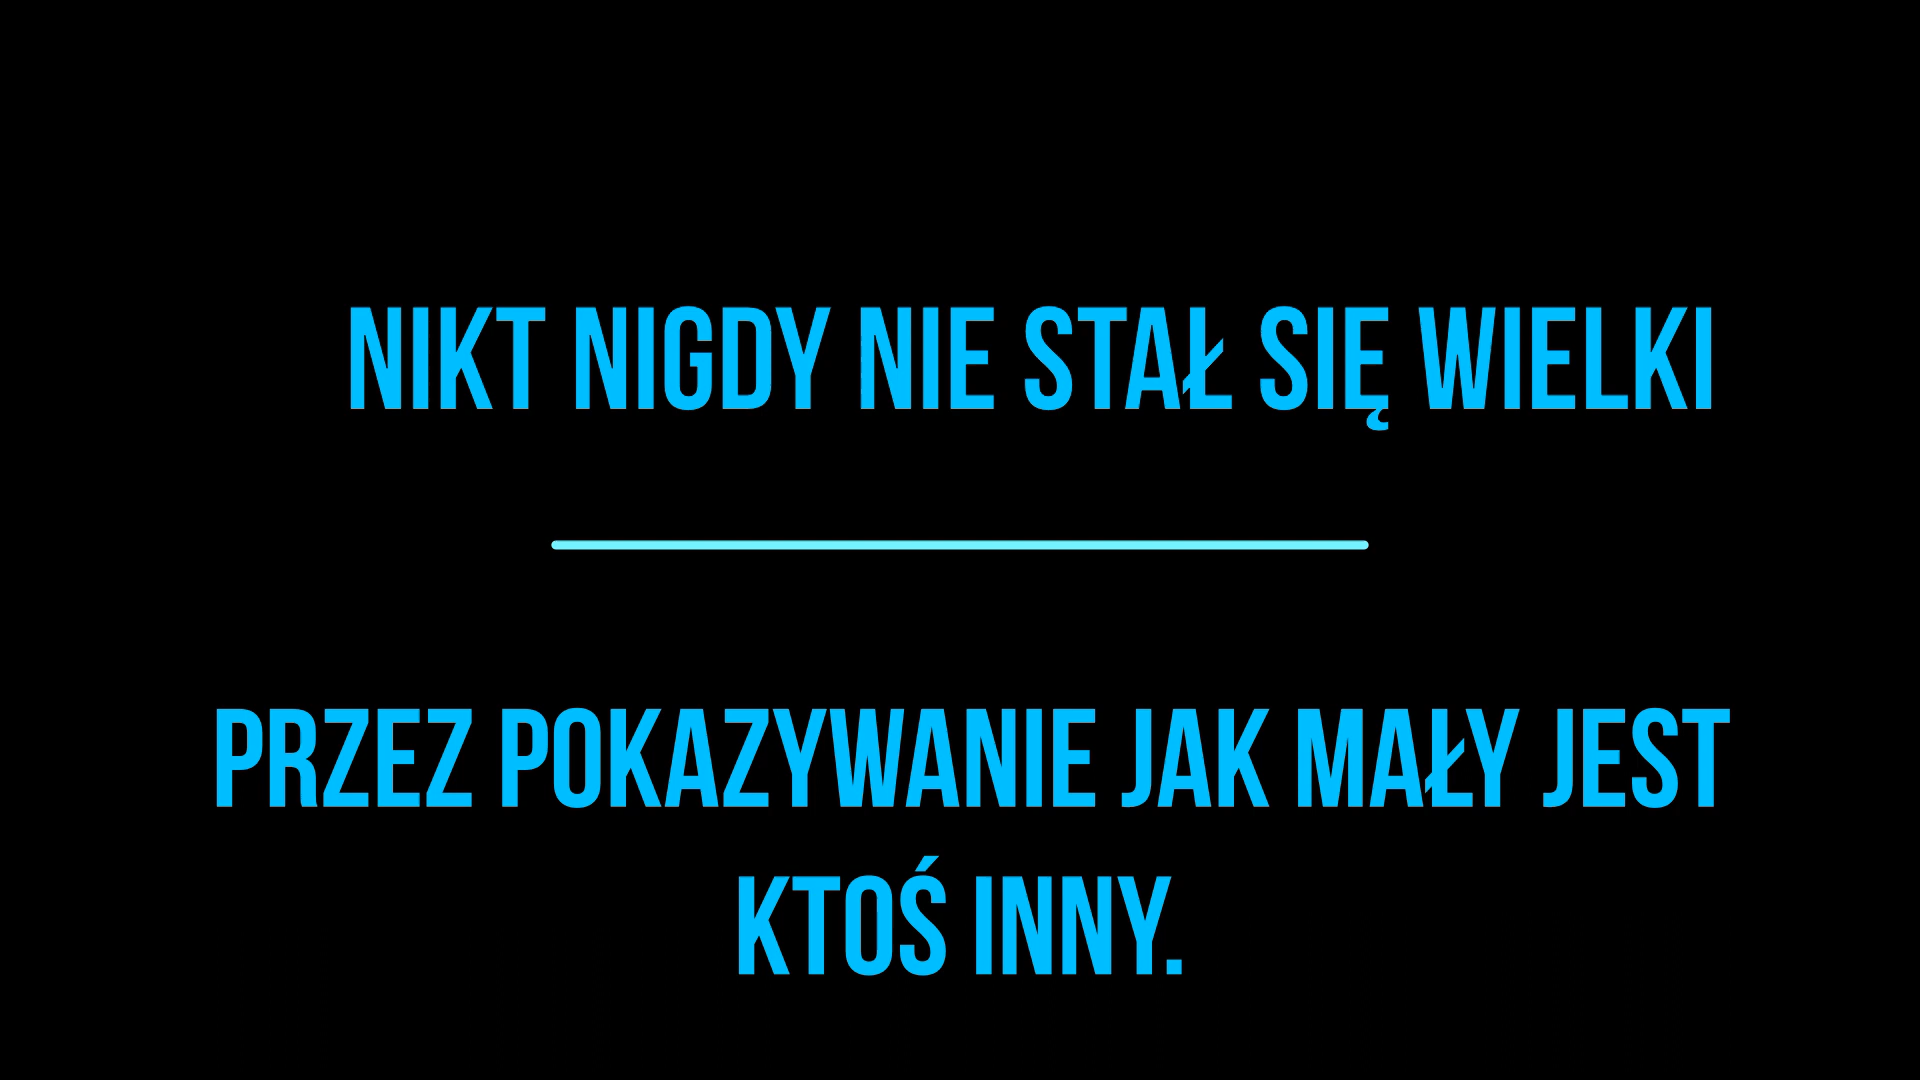 NIKT NIGDY NIE STAŁ SIĘ WIELKI
PRZEZ POKAZYWANIE JAK MAŁY JEST
KTOŚ INNY.